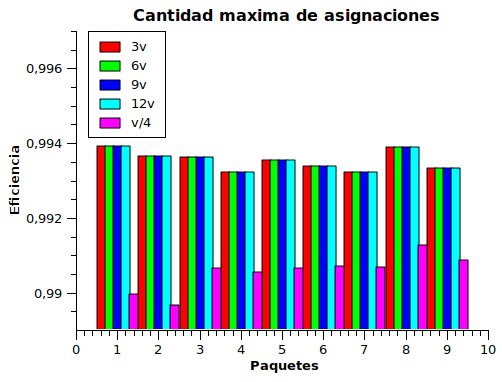 Cantidad maxima de asignaciones
3v
6v
9v
12v
v/4
0,996
0,994
0,992
0,99
Eficiencia
0 1 2 3 4 5 6 7 8 9 10
Paquetes